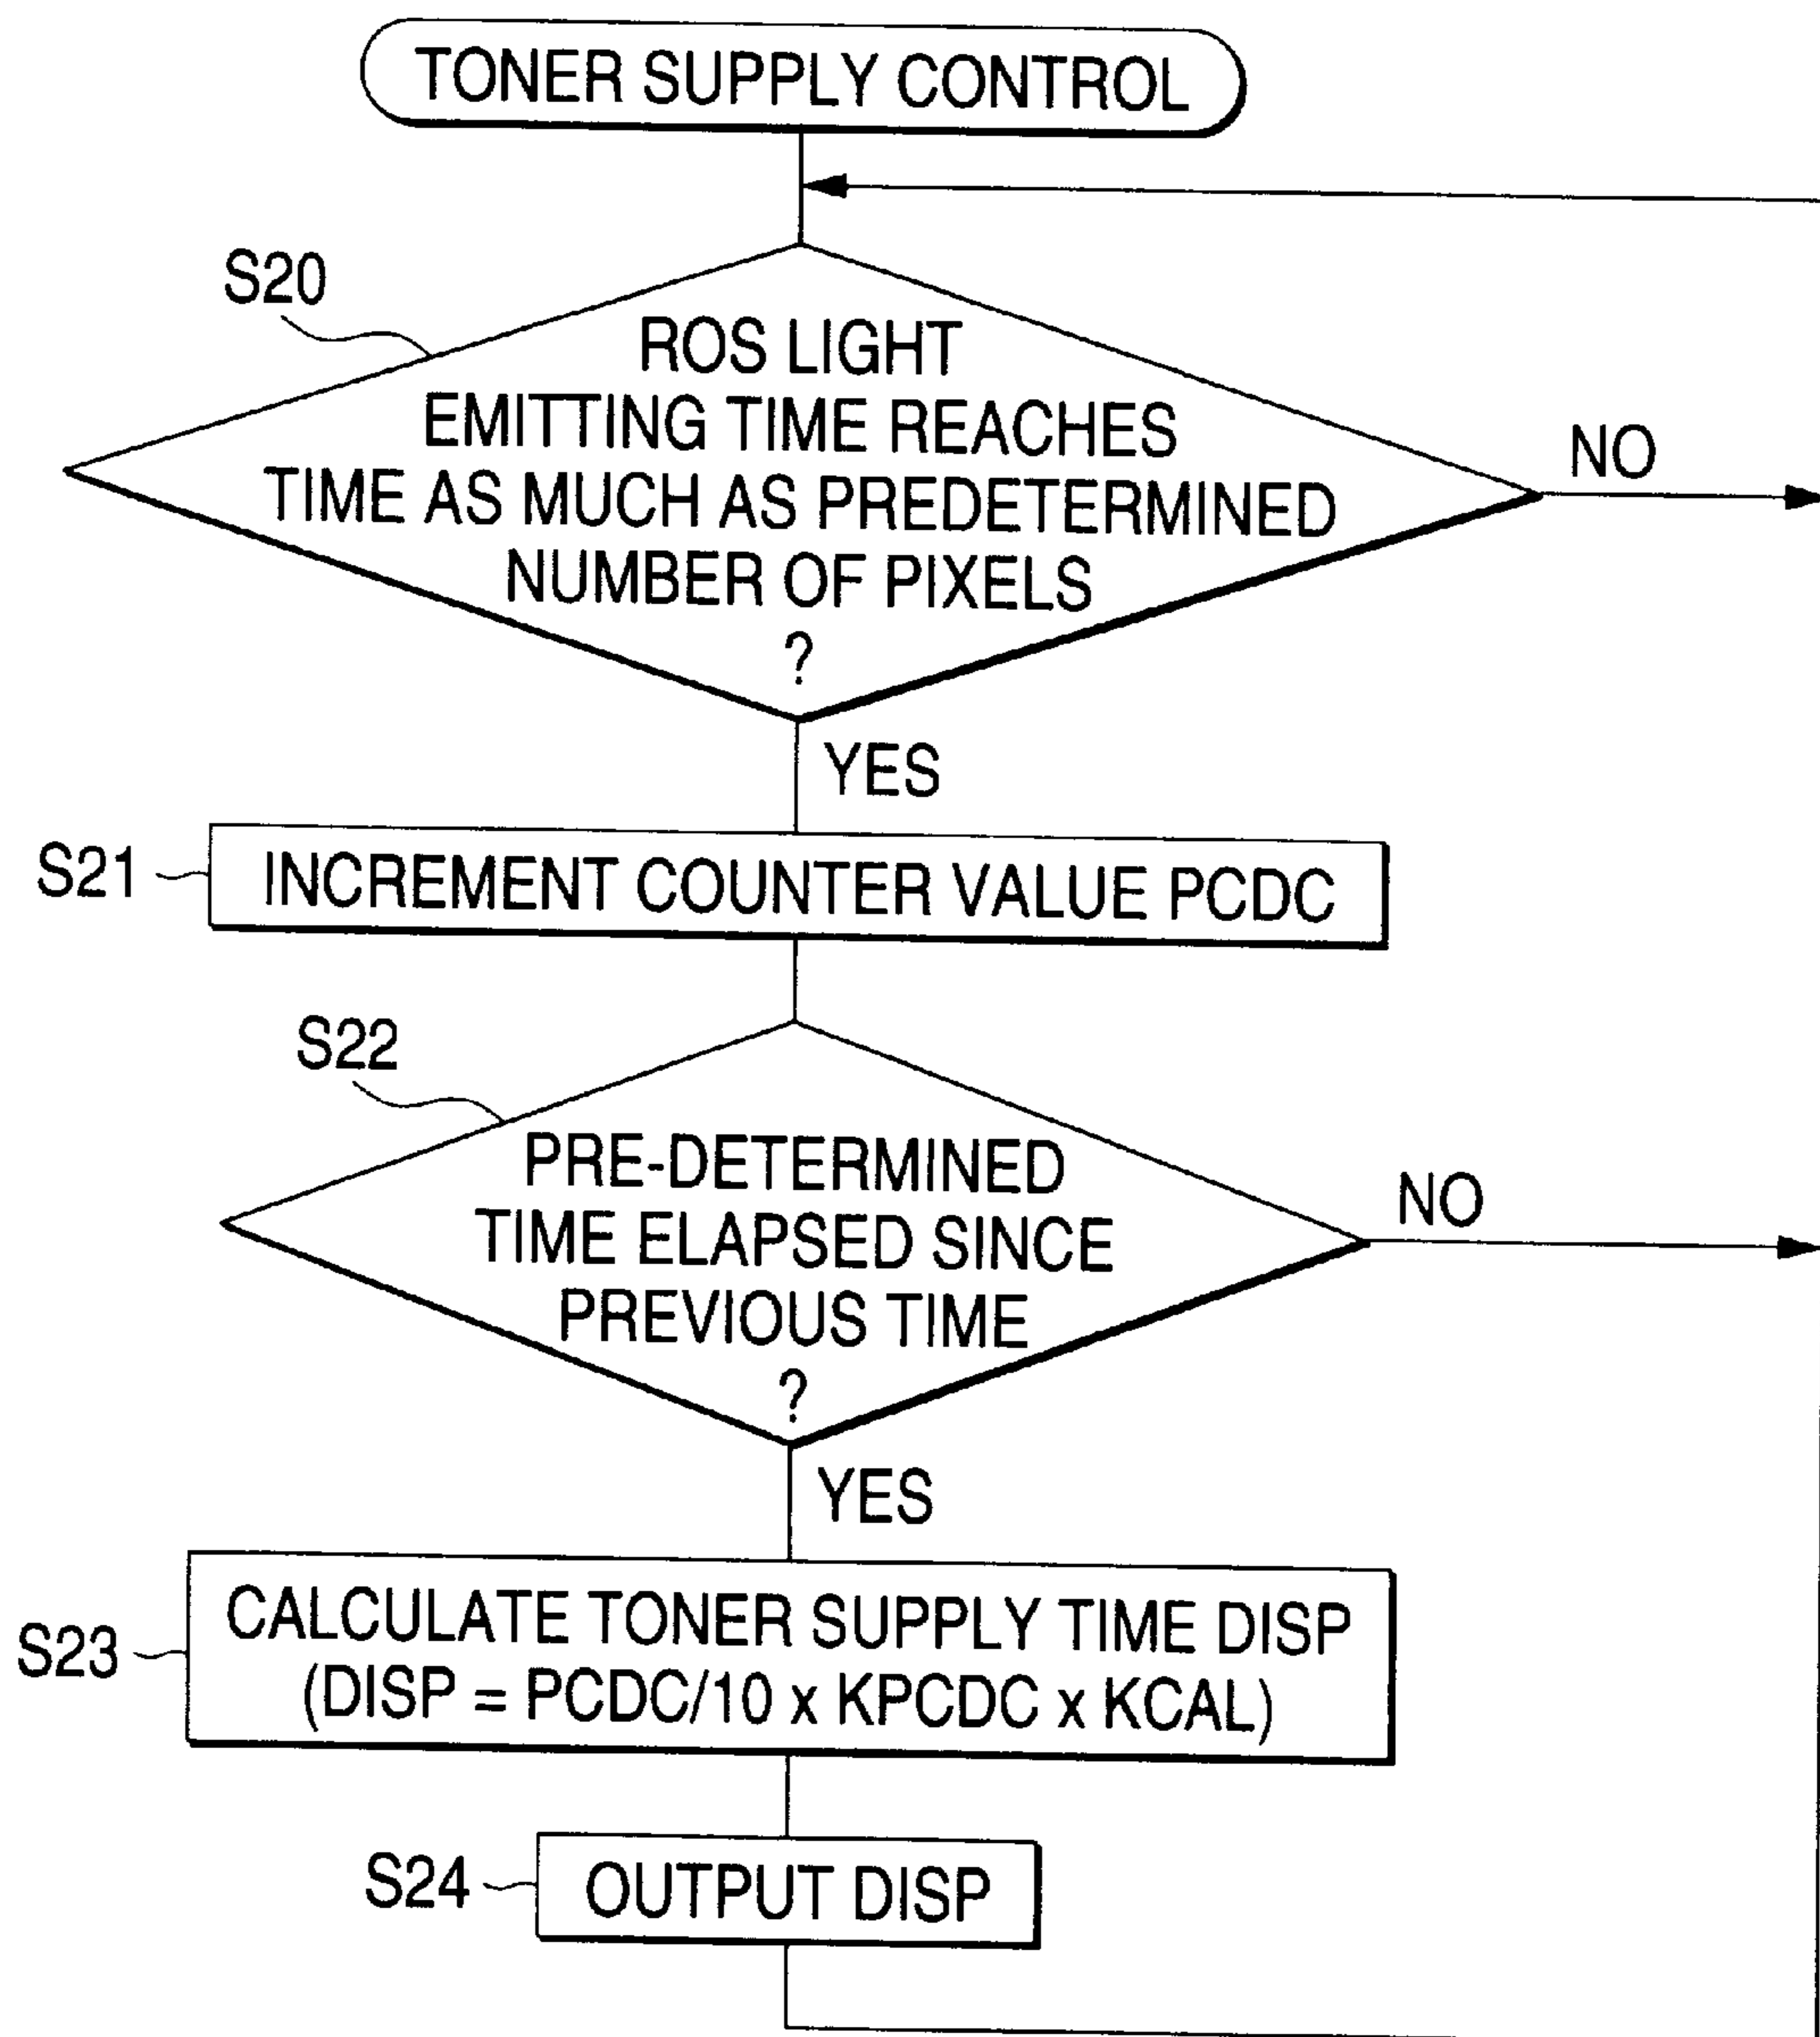 TONER SUPPLY CONTROL
S20
ROS LIGHT
EMITTING TIME REACHES
TIME AS MUCH AS PREDETERMINED
NUMBER OF PIXELS
?
NO
YES
S21
INCREMENT COUNTER VALUE PCDC
S22
PRE-DETERMINED
TIME ELAPSED SINCE
PREVIOUS TIME
?
NO
YES
S23
CALCULATE TONER SUPPLY TIME DISP
(DISP = PCDC/10 x KPCDC x KCAL)
S24
OUTPUT DISP